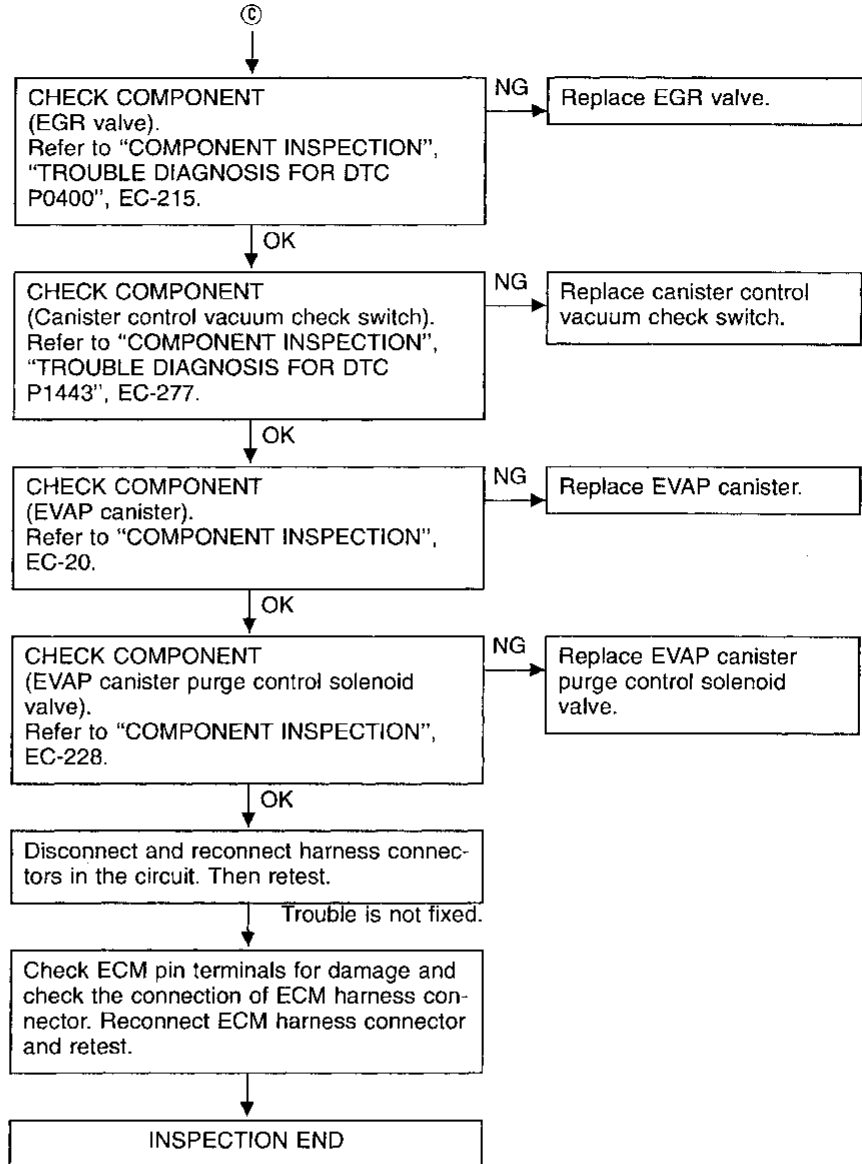 Ⓒ
CHECK COMPONENT
(EGR valve).
Refer to “COMPONENT INSPECTION”,
“TROUBLE DIAGNOSIS FOR DTC
P0400”, EC-215.
NG
Replace EGR valve.
OK
CHECK COMPONENT
(Canister control vacuum check switch).
Refer to “COMPONENT INSPECTION”,
“TROUBLE DIAGNOSIS FOR DTC
P1443”, EC-277.
NG
Replace canister control
vacuum check switch.
OK
CHECK COMPONENT
(EVAP canister).
Refer to “COMPONENT INSPECTION”,
EC-20.
NG
Replace EVAP canister.
OK
CHECK COMPONENT
(EVAP canister purge control solenoid
valve).
Refer to “COMPONENT INSPECTION”,
EC-228.
NG
Replace EVAP canister
purge control solenoid
valve.
OK
Disconnect and reconnect harness connec-
tors in the circuit. Then retest.
Trouble is not fixed.
Check ECM pin terminals for damage and
check the connection of ECM harness con-
nector. Reconnect ECM harness connector
and retest.
INSPECTION END